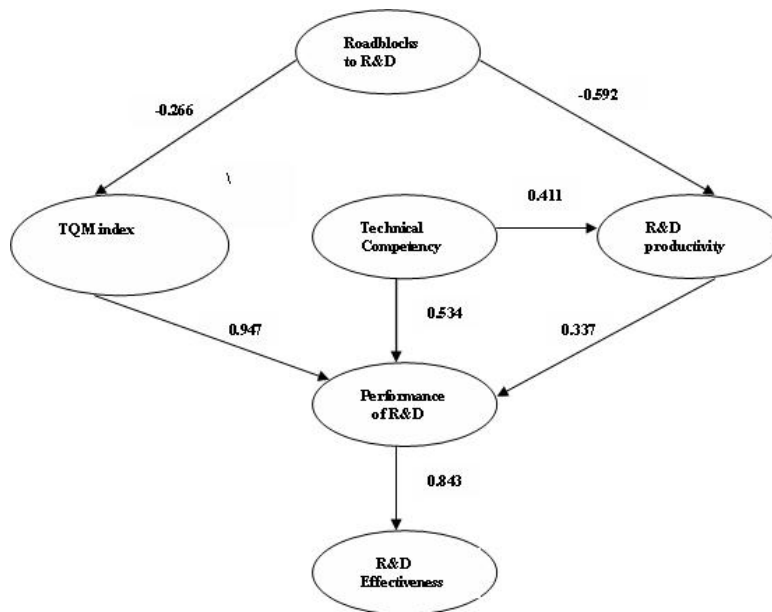 Roadblocks
to R&D
-0.266
-0.592
\
TQM index
Technical
Competency
0.411
R&D
productivity
0.947
0.534
0.337
Performance
of R&D
0.843
R&D
Effectiveness